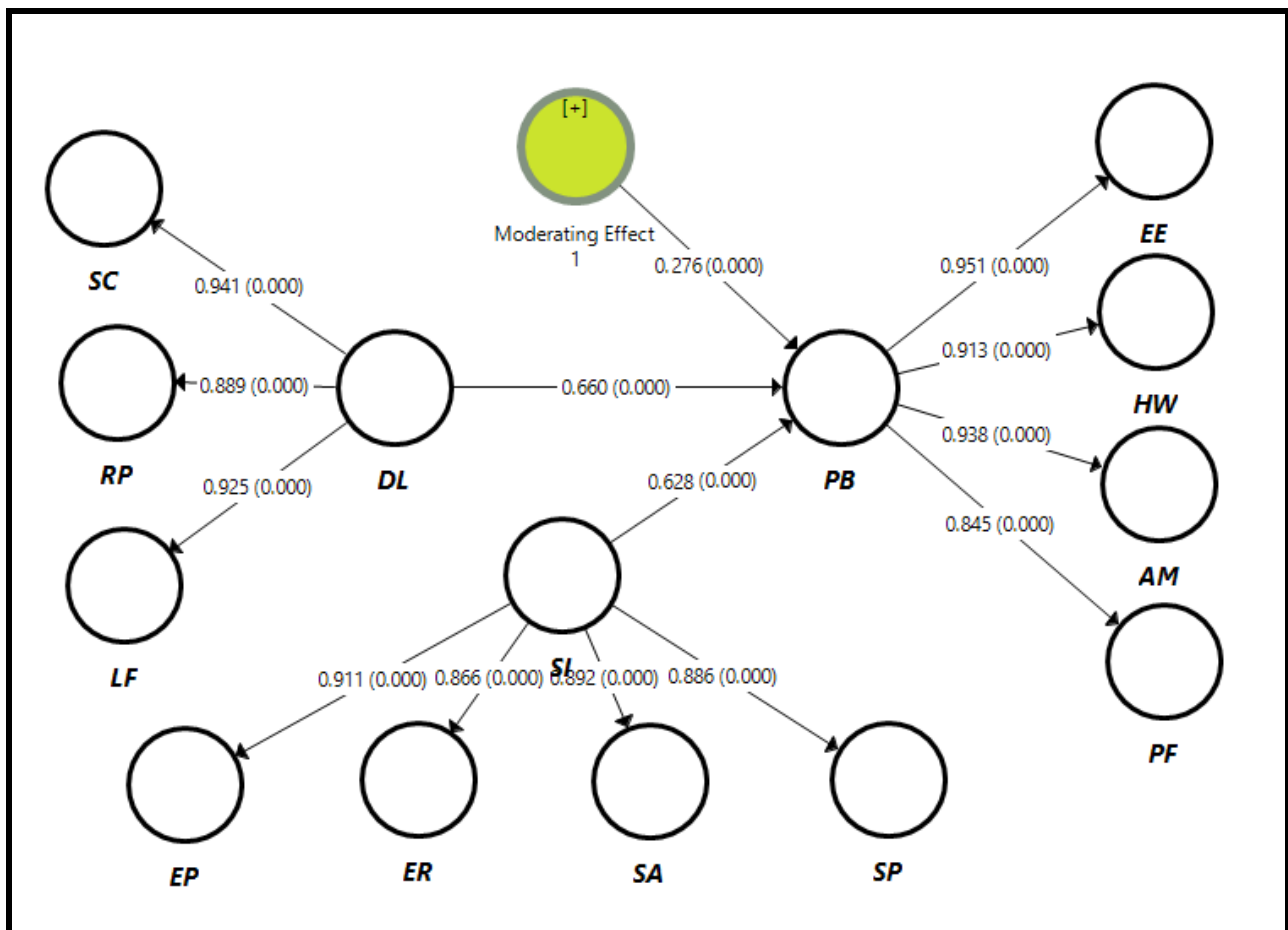 [+]
Moderating Effect
1
SC
EE
0.941 (0.000)
0.276 (0.000)
0.951 (0.000)
0.913 (0.000)
HW
0.889 (0.000)
0.660 (0.000)
RP
DL
PB
0.938 (0.000)
0.925 (0.000)
0.628 (0.000)
0.845 (0.000)
AM
LF
SI
0.911 (0.000)
0.866 (0.000)
0.892 (0.000)
0.886 (0.000)
PF
EP
ER
SA
SP